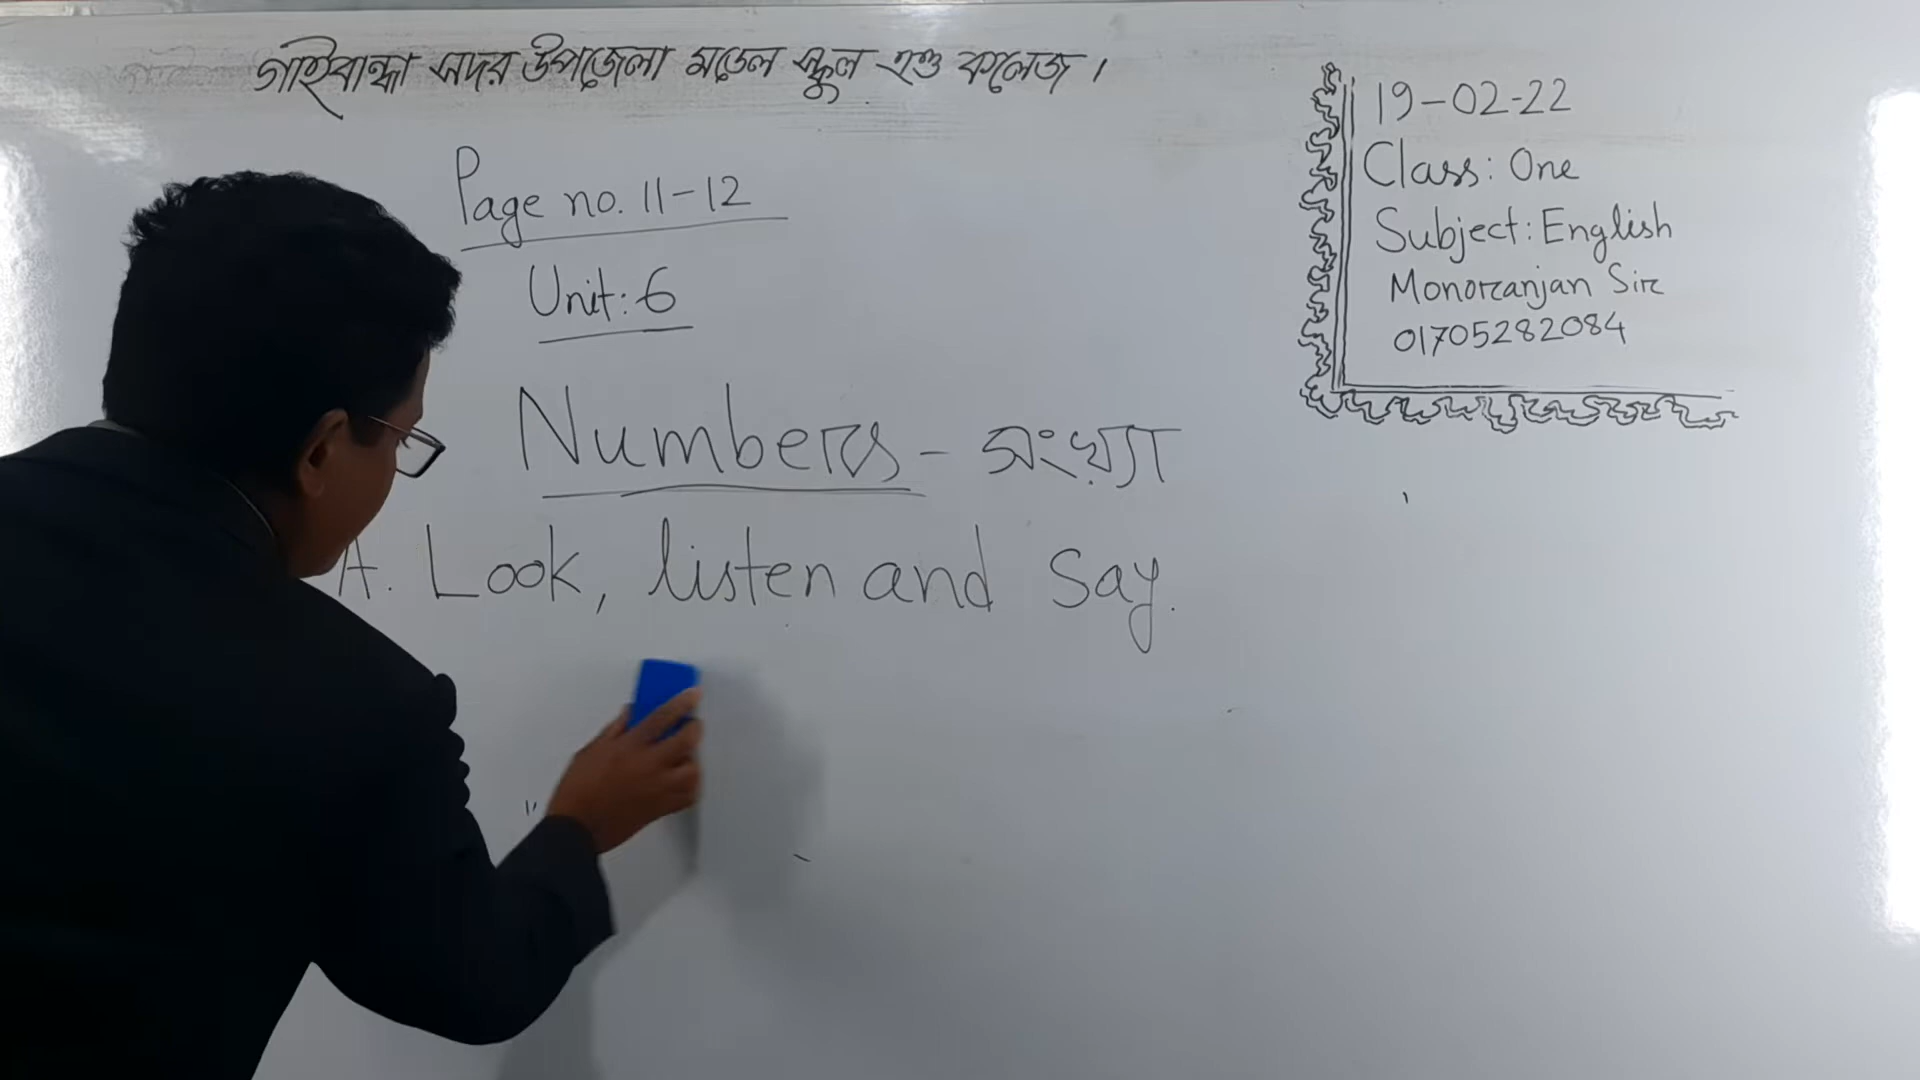 গাইবান্ধা সদর উপজেলা মডেল স্কুল এণ্ড কলেজ।
Page no. 11-12
Unit: 6
Numbers - সংখ্যা
A. Look, listen and Say.
19-02-22
Class: One
Subject: English
Monoranjan Sir
01705282084